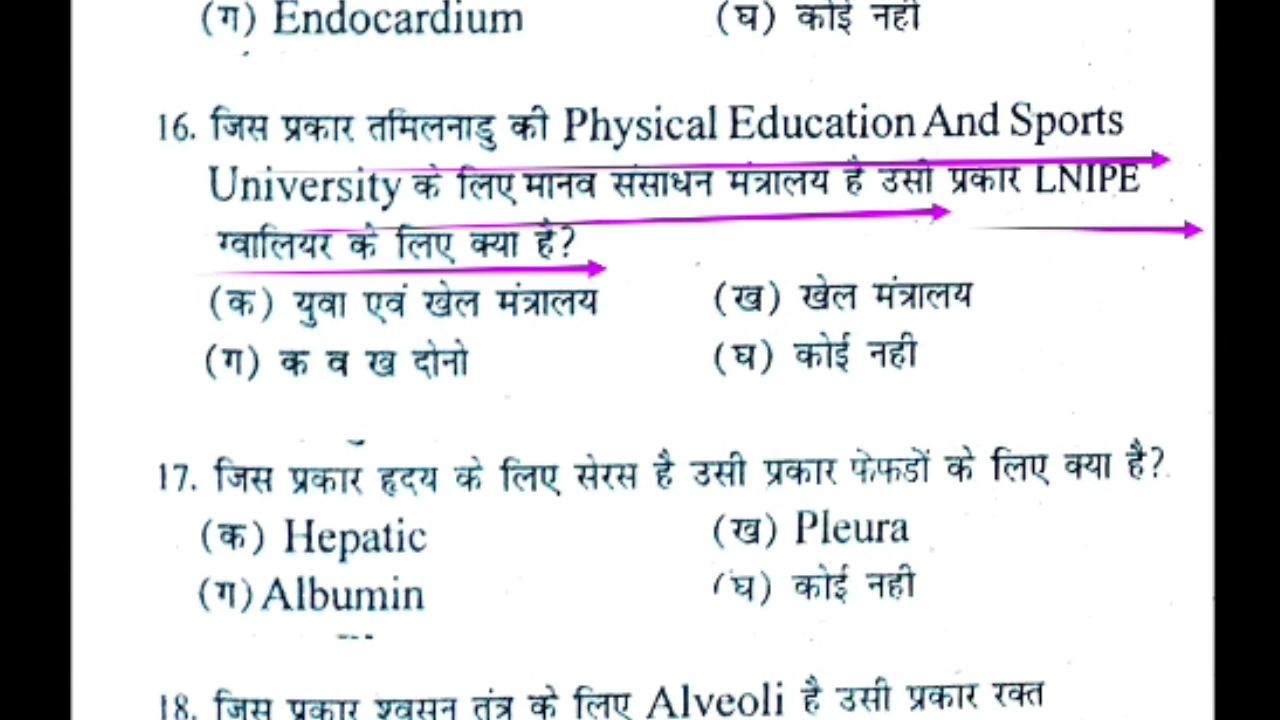 (ग) Endocardium (घ) कोई नही
16. जिस प्रकार तमिलनाडु की Physical Education And Sports
University के लिए मानव संसाधन मंत्रालय है उसी प्रकार LNIPE
ग्वालियर के लिए क्या है?
(क) युवा एवं खेल मंत्रालय (ख) खेल मंत्रालय
(ग) क व ख दोनो (घ) कोई नही
17. जिस प्रकार हृदय के लिए सेरस है उसी प्रकार फेफडों के लिए क्या है?
(क) Hepatic (ख) Pleura
(ग) Albumin (घ) कोई नही
18. जिस प्रकार श्वसन तंत्र के लिए Alveoli है उसी प्रकार रक्त